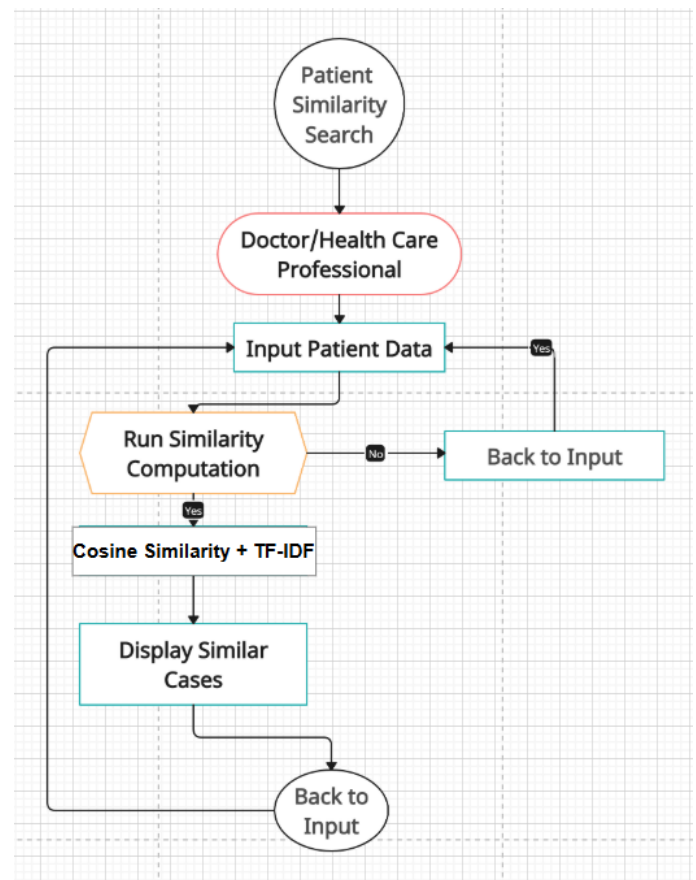 Patient
Similarity
Search
Doctor/Health Care
Professional
Input Patient Data
Yes
Run Similarity
Computation
No
Back to Input
Yes
Cosine Similarity + TF-IDF
Display Similar
Cases
Back to
Input